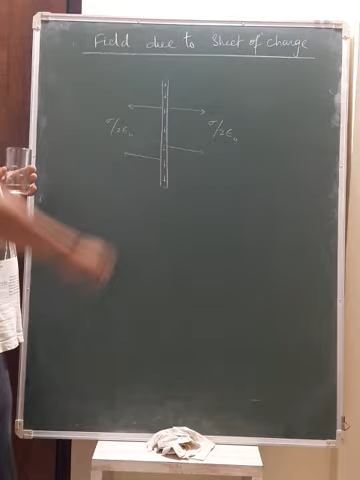 Field due to Sheet of Charge
σ/2ε₀ σ/2ε₀